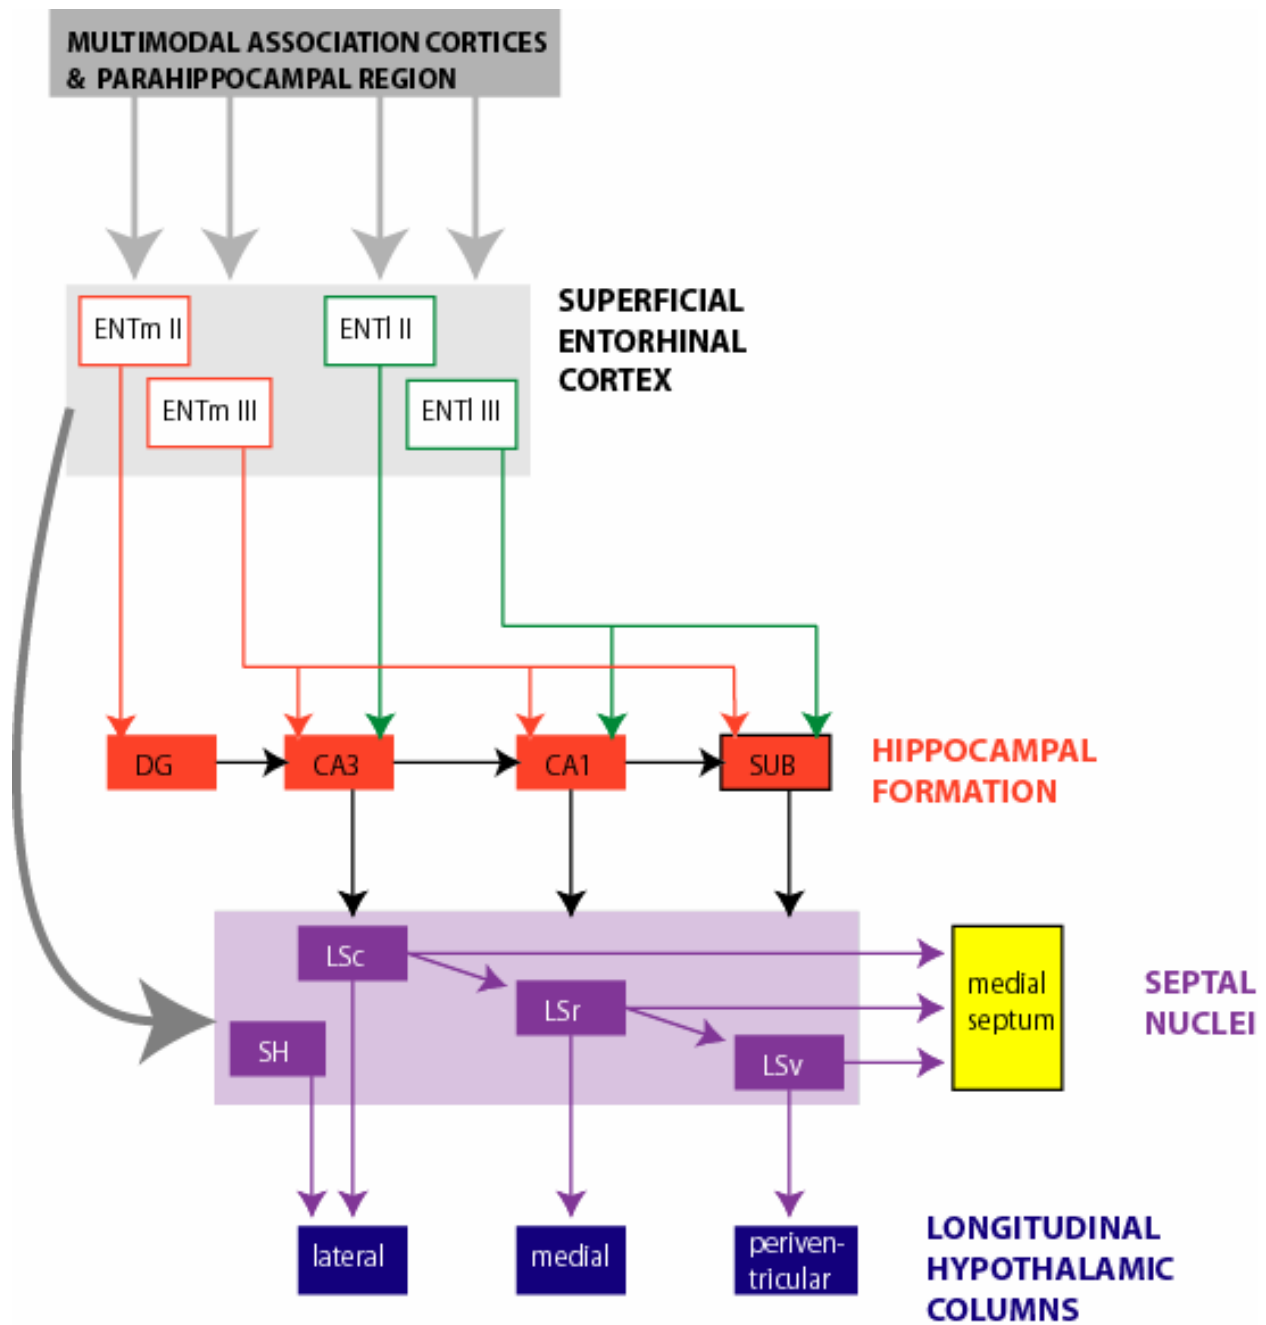 MULTIMODAL ASSOCIATION CORTICES
& PARAHIPPOCAMPAL REGION
SUPERFICIAL
ENTORHINAL
CORTEX
ENTm II
ENTl II
ENTm III
ENTl III
DG
CA3
CA1
SUB
HIPPOCAMPAL
FORMATION
LSc
LSr
SH
LSv
medial
septum
SEPTAL
NUCLEI
lateral
medial
periven-
tricular
LONGITUDINAL
HYPOTHALAMIC
COLUMNS